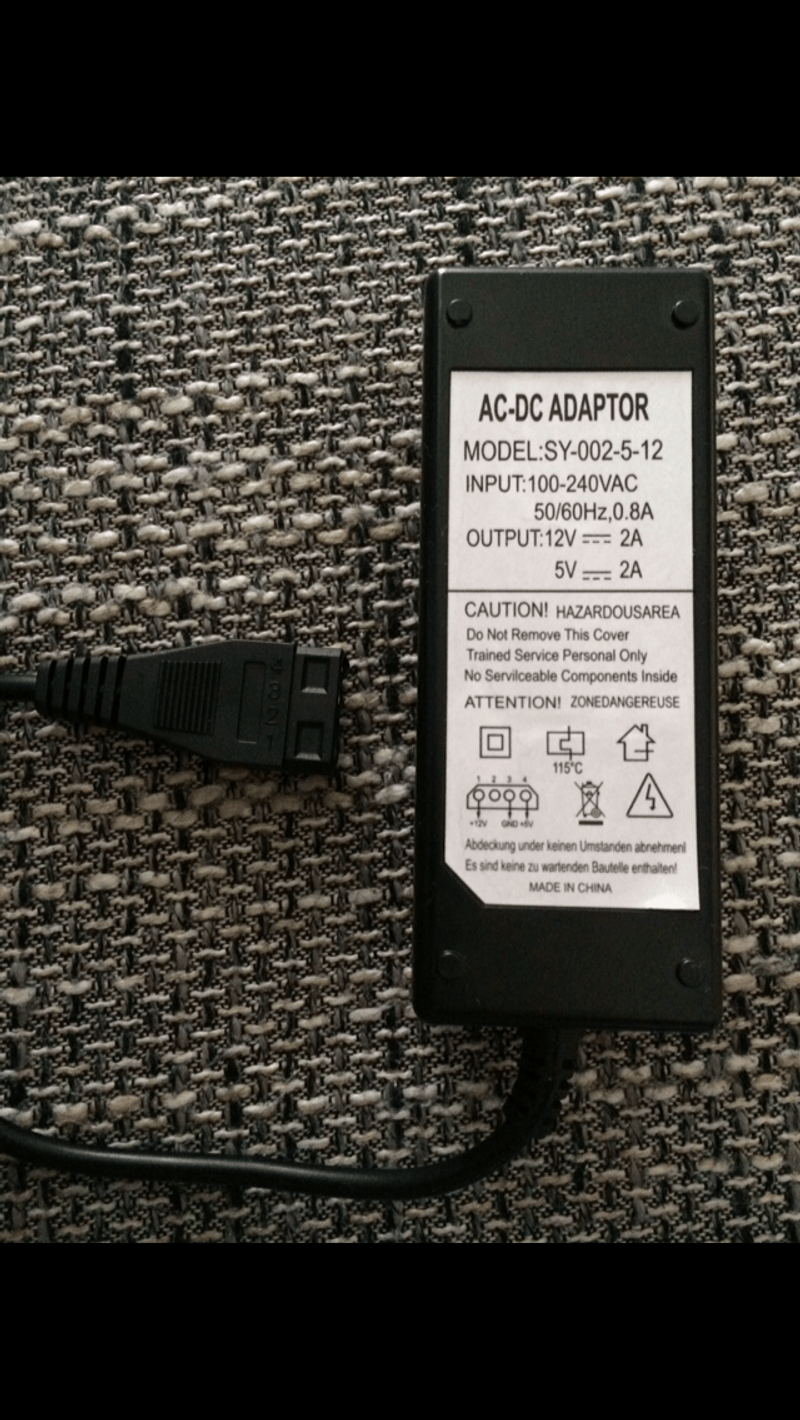 AC-DC ADAPTOR
MODEL:SY-002-5-12
INPUT:100-240VAC
50/60Hz,0.8A
OUTPUT:12V ⎓ 2A
5V ⎓ 2A
CAUTION! HAZARDOUSAREA
Do Not Remove This Cover
Trained Service Personal Only
No Servilceable Components Inside
ATTENTION! ZONEDANGEREUSE
115°C
1 2 3 4
+12V GND +5V
Abdeckung under keinen Umstanden abnehmen!
Es sind keine zu wartenden Bautelle enthalten!
MADE IN CHINA
4
3
2
1